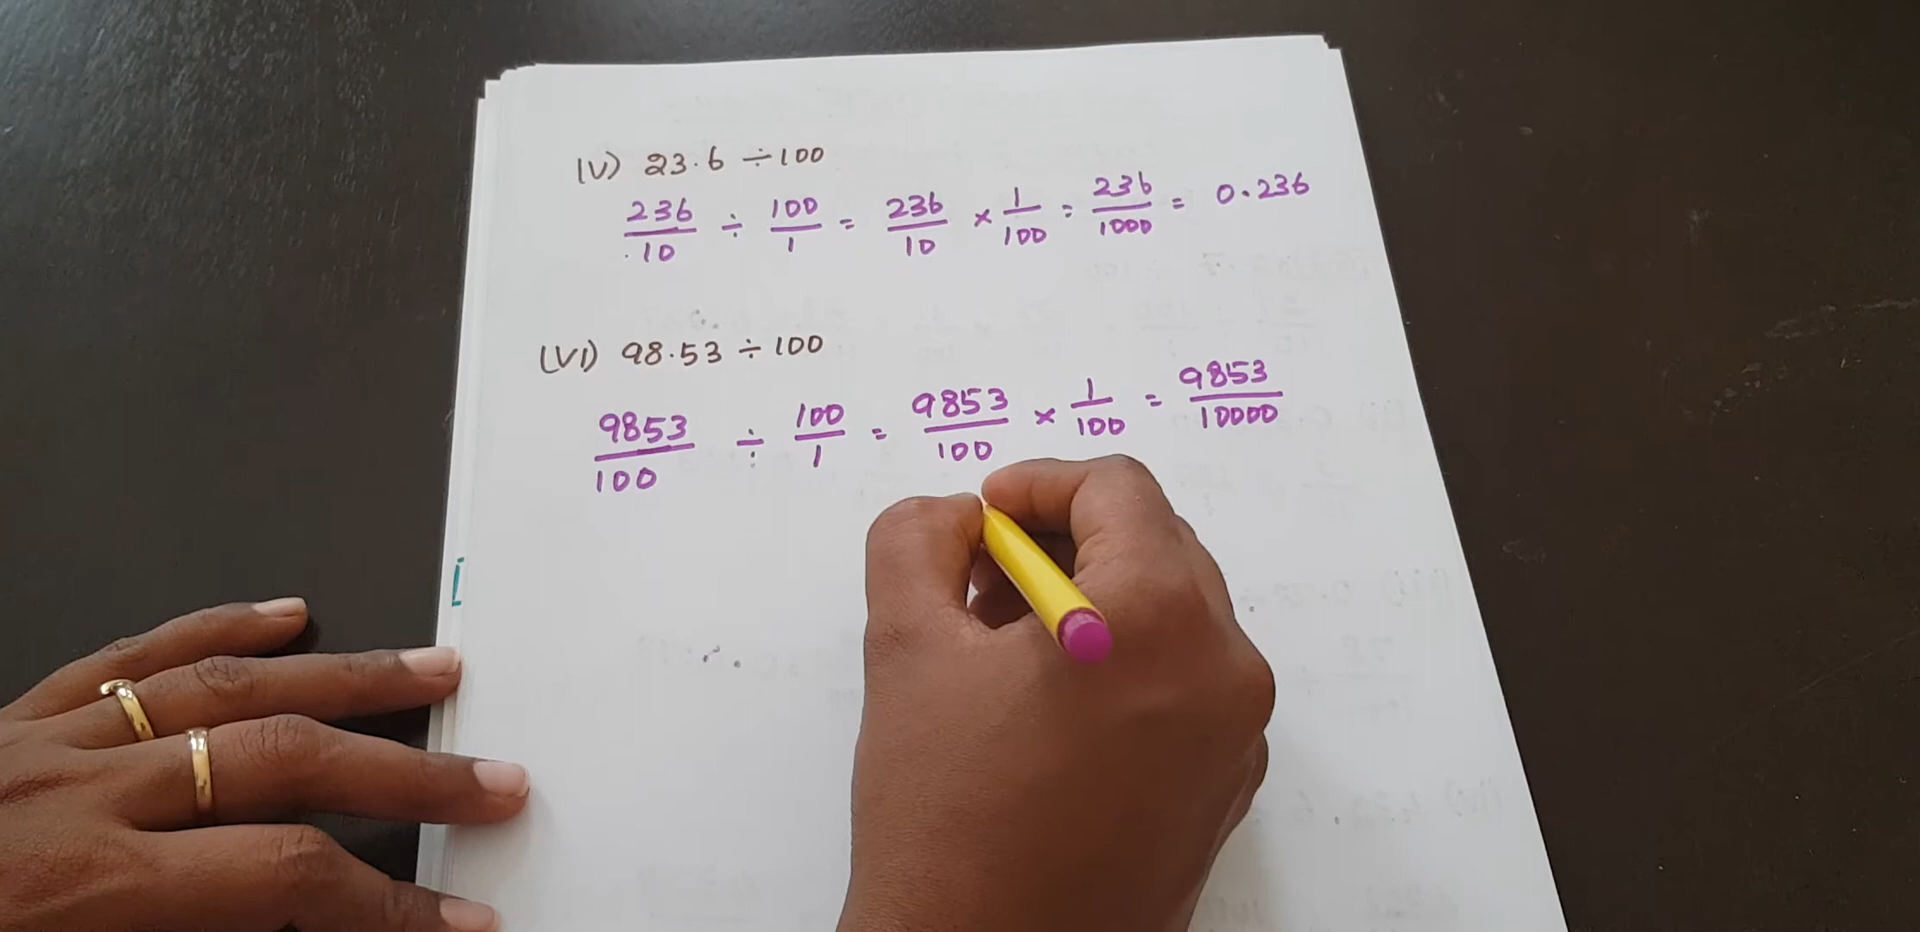 (V) 23.6 ÷ 100
236/10 ÷ 100/1 = 236/10 × 1/100 = 236/1000 = 0.236
(VI) 98.53 ÷ 100
9853/100 ÷ 100/1 = 9853/100 × 1/100 = 9853/10000